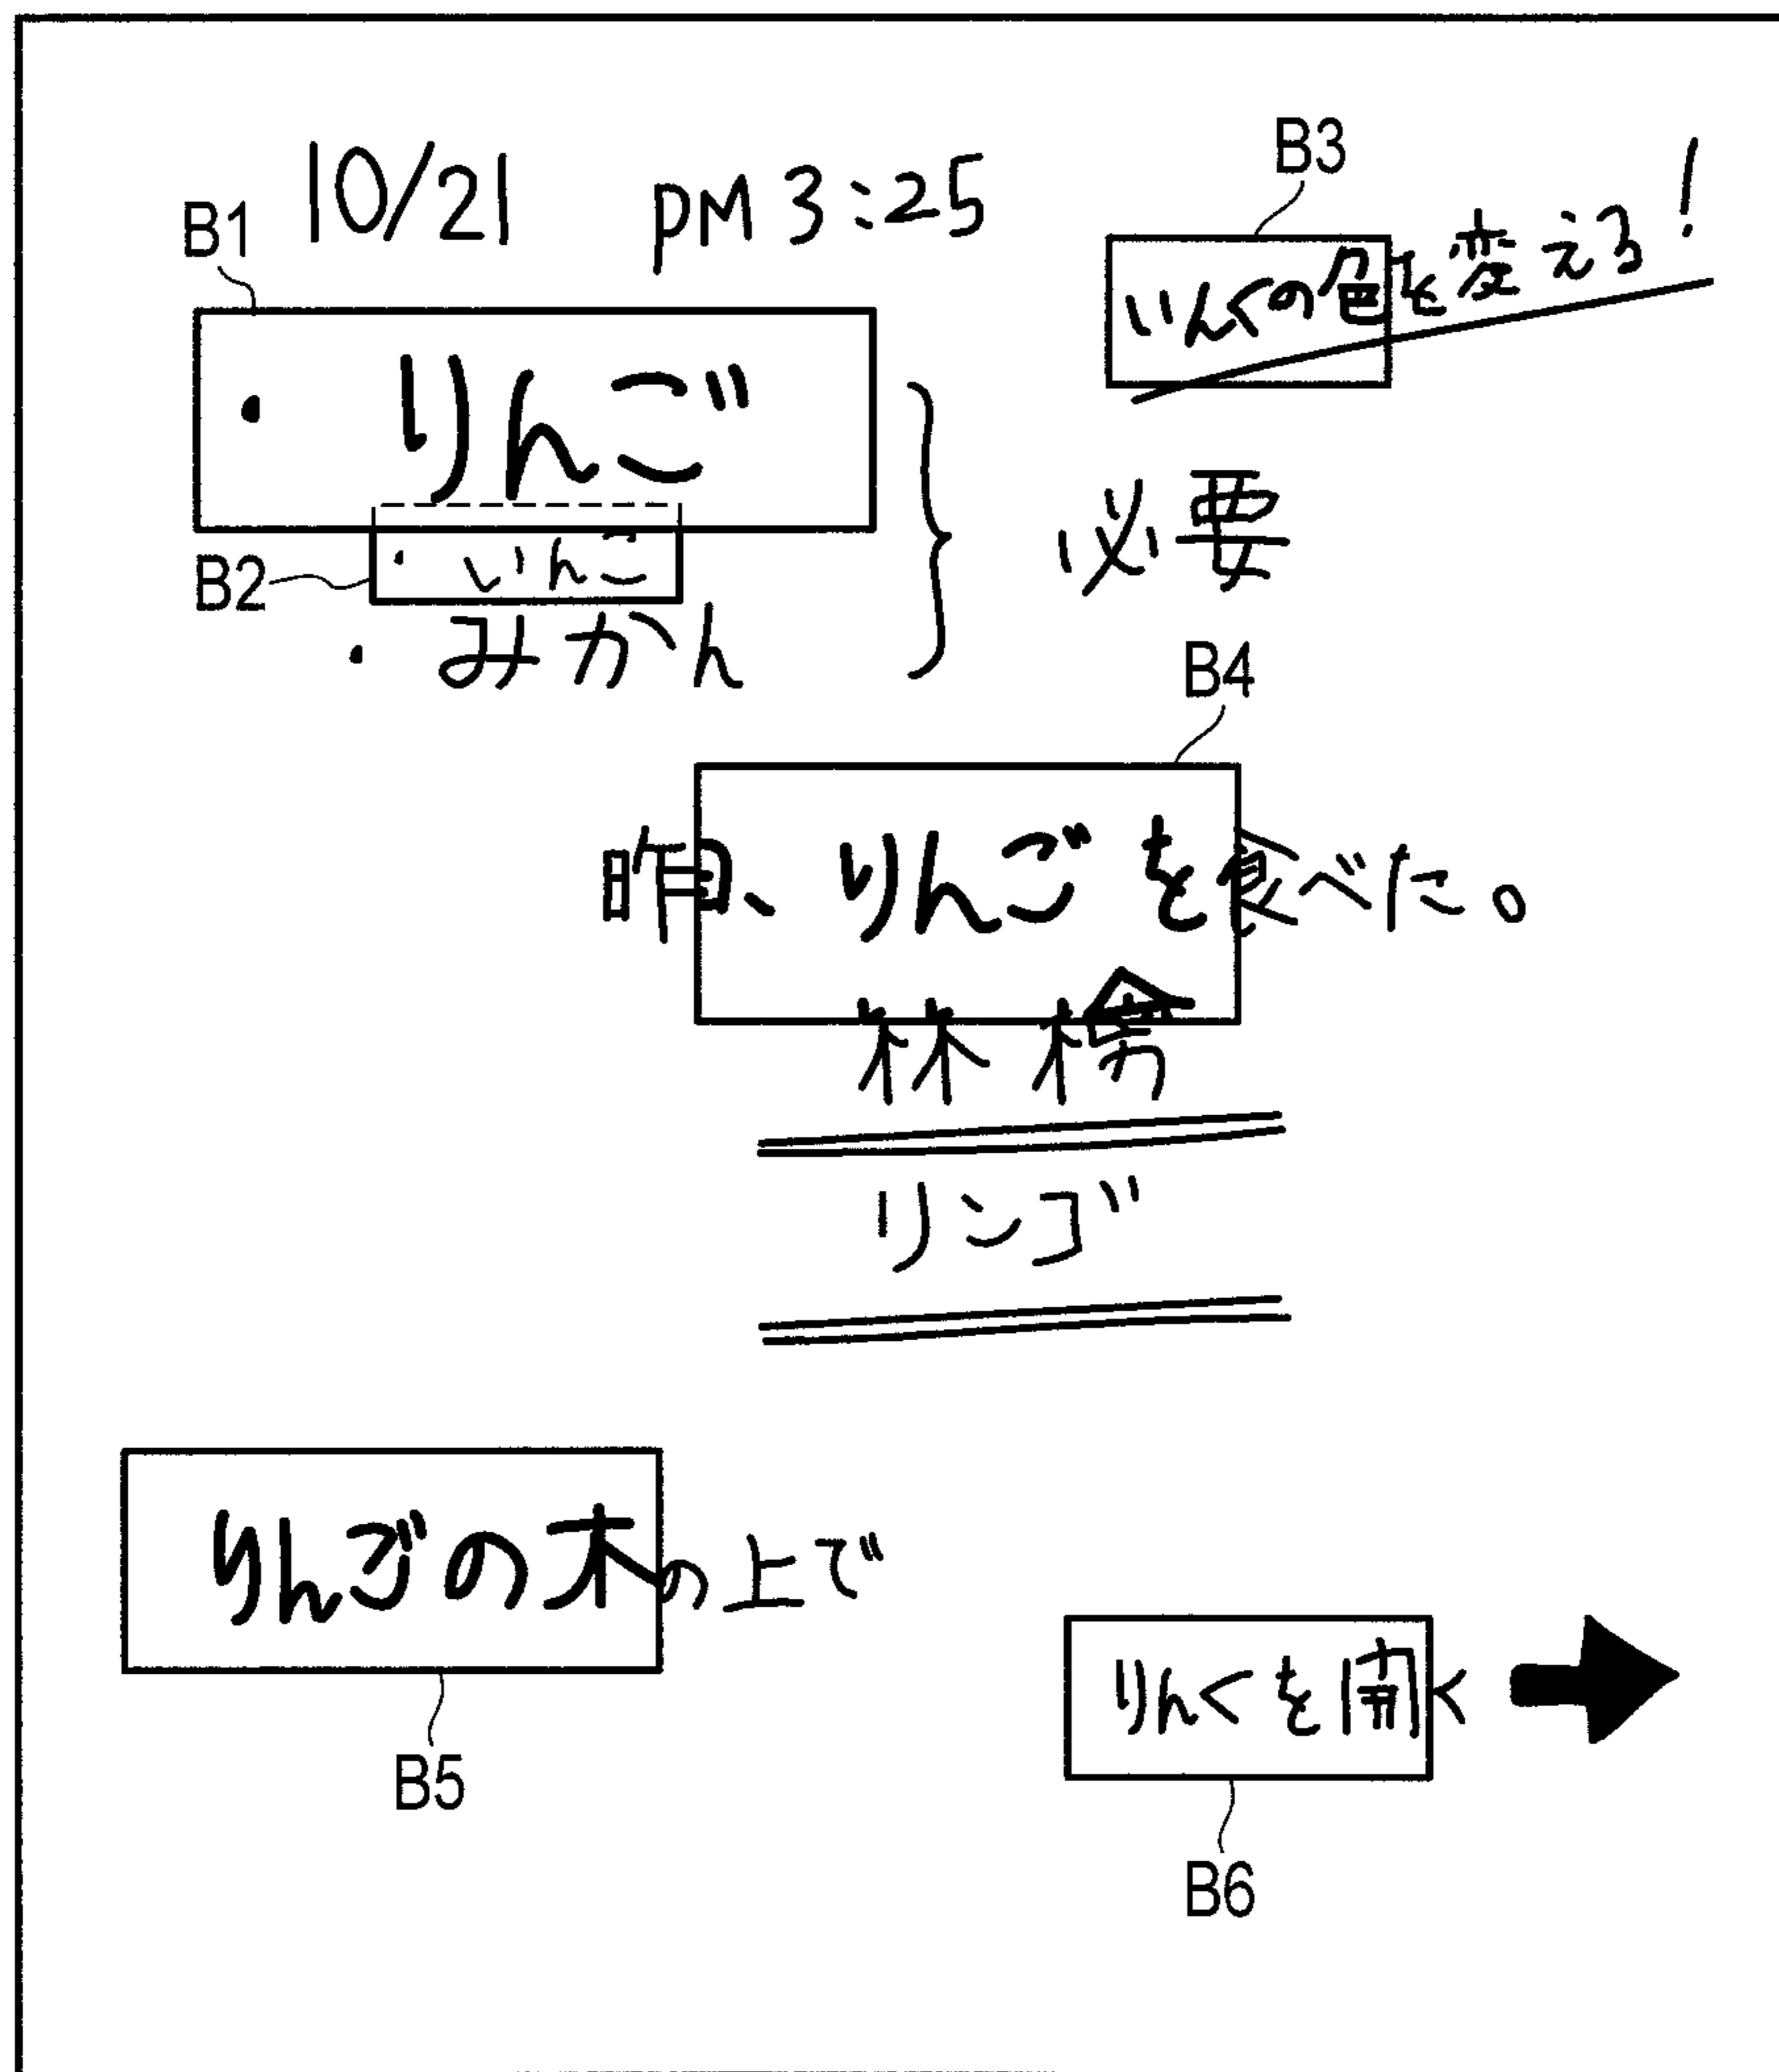 10/21 pM 3:25
B3
B1
いんくの色を変える!
・りんご
必要
B2
・いんご
・みかん
B4
昨日、りんごを食べた。
林檎
リンゴ
りんごの木の上で
りんくを開く
B5
B6